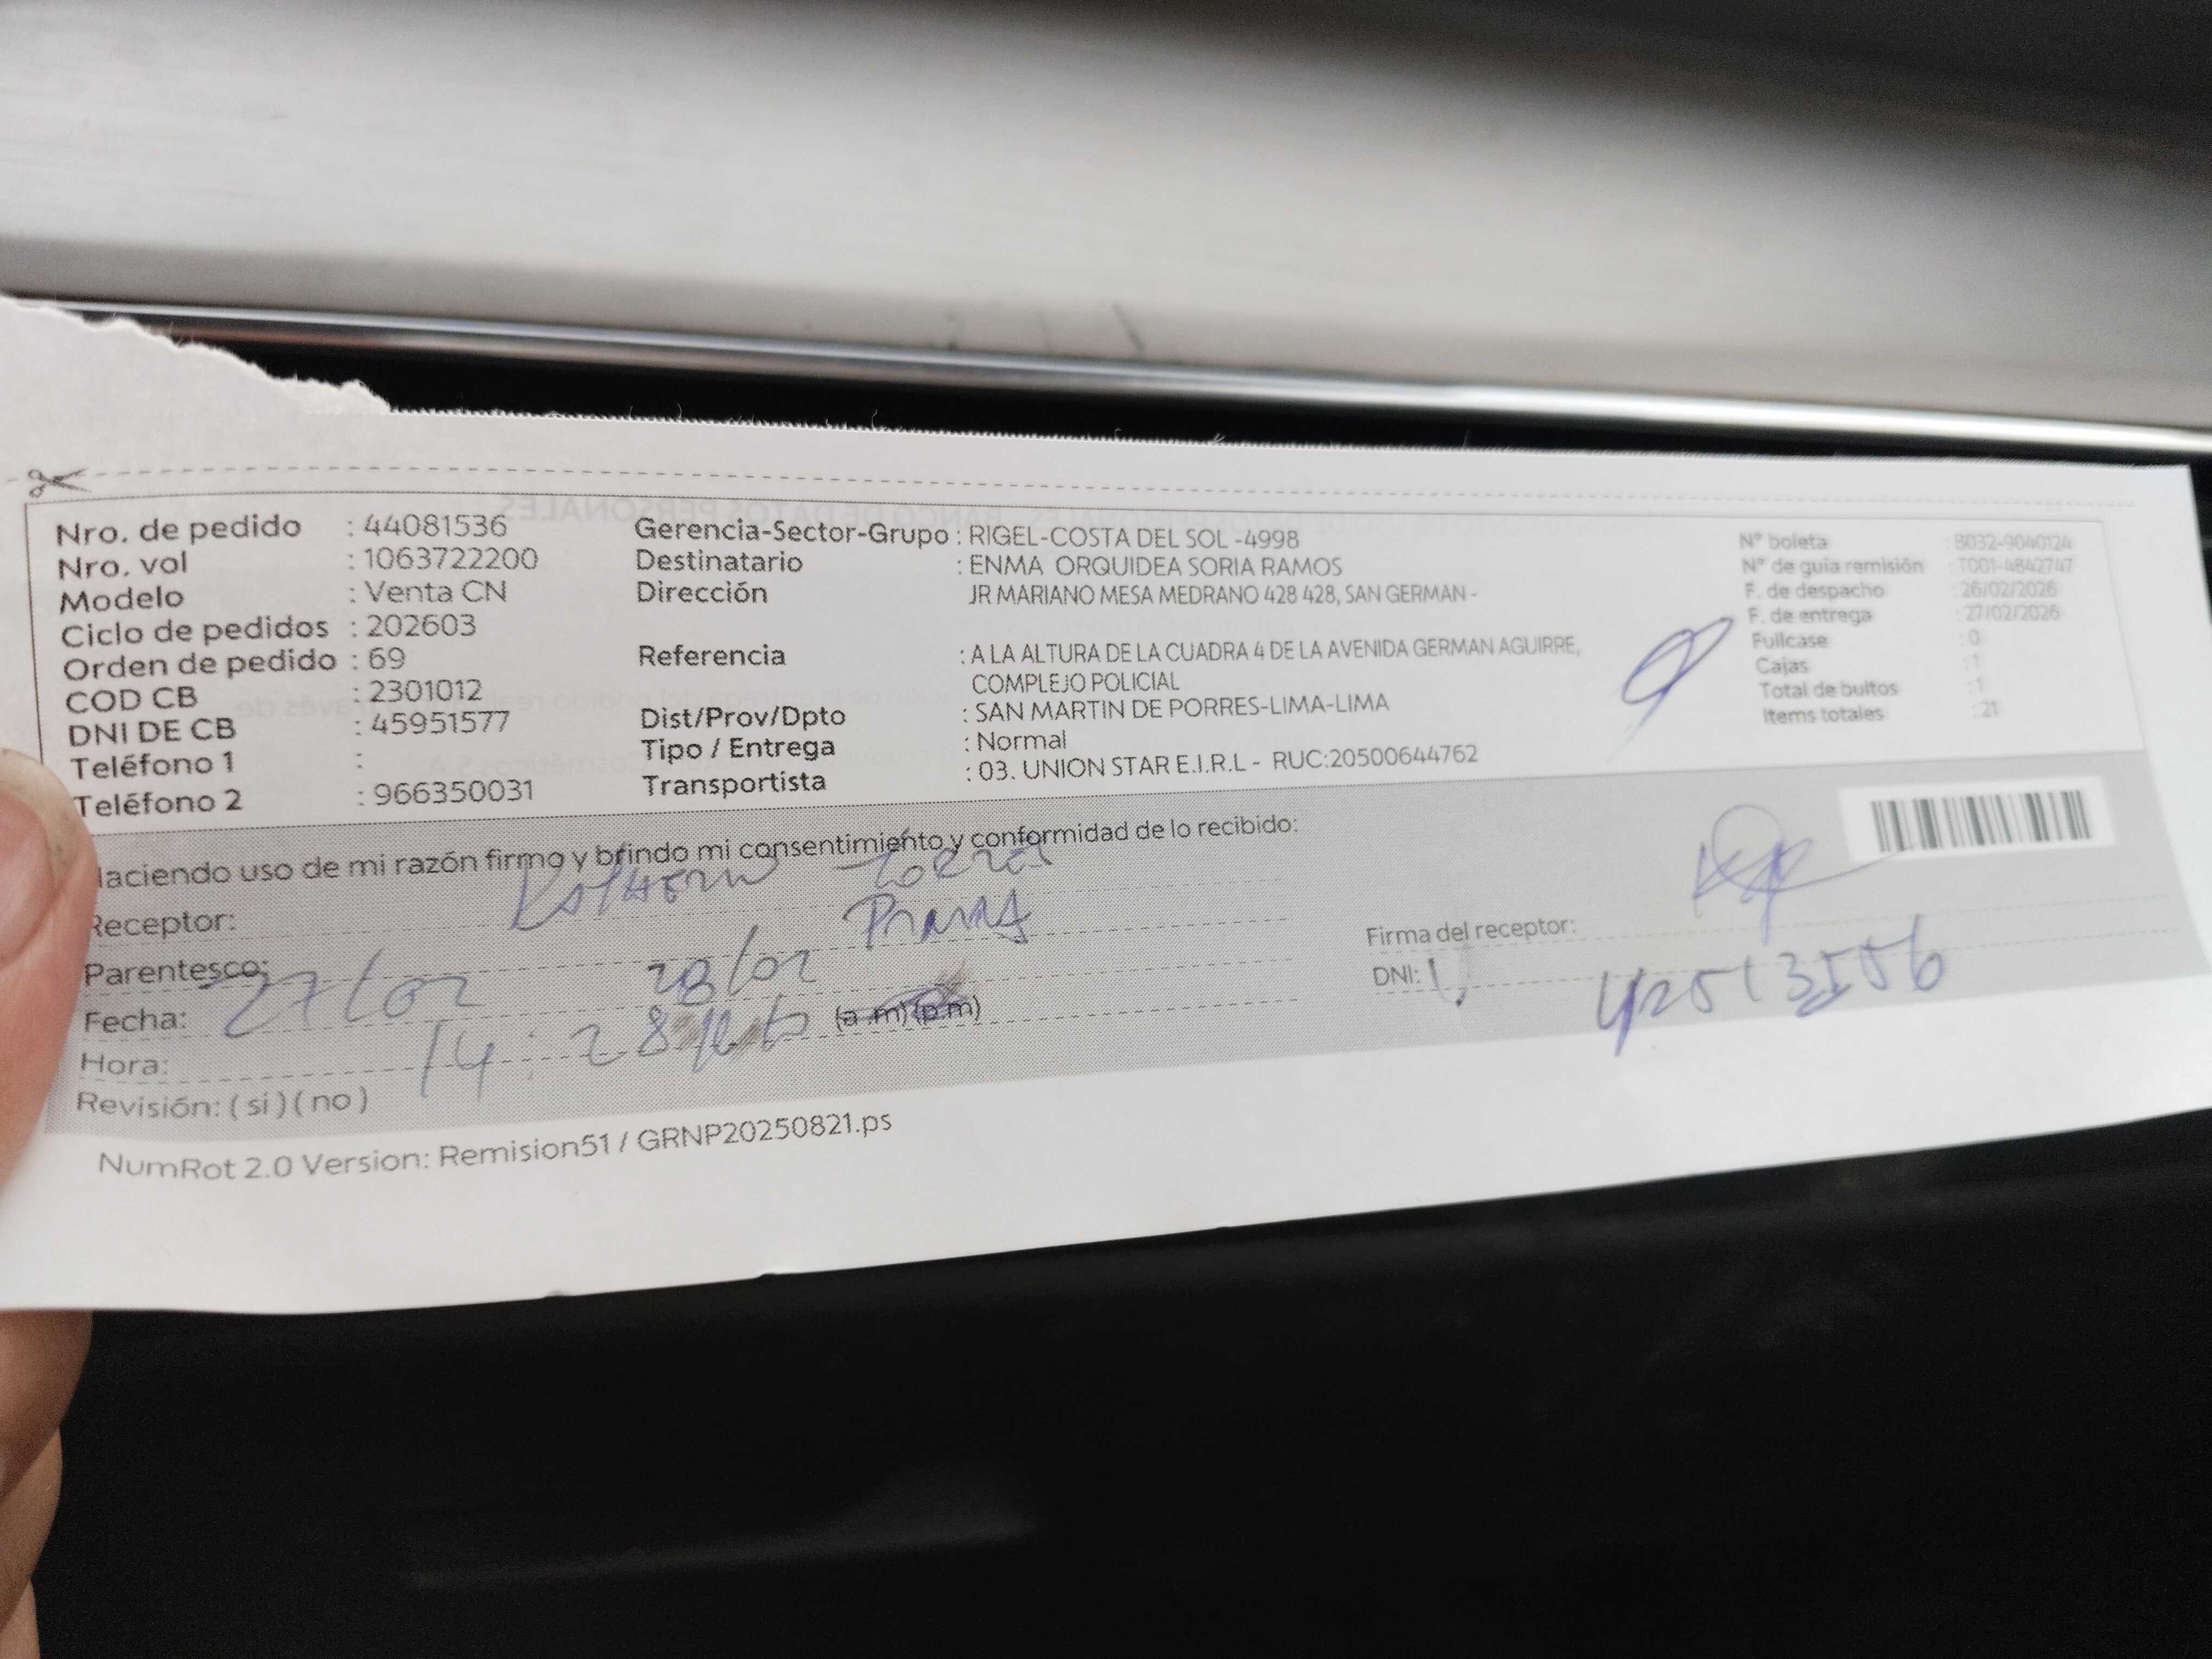 Nro. de pedido : 44081536
Nro. vol : 1063722200
Modelo : Venta CN
Ciclo de pedidos : 202603
Orden de pedido : 69
COD CB : 2301012
DNI DE CB : 45951577
Teléfono 1 :
Teléfono 2 : 966350031
Gerencia-Sector-Grupo : RIGEL-COSTA DEL SOL -4998
Destinatario : ENMA ORQUIDEA SORIA RAMOS
Dirección JR MARIANO MESA MEDRANO 428 428, SAN GERMAN -
Referencia : A LA ALTURA DE LA CUADRA 4 DE LA AVENIDA GERMAN AGUIRRE,
COMPLEJO POLICIAL
Dist/Prov/Dpto : SAN MARTIN DE PORRES-LIMA-LIMA
Tipo / Entrega : Normal
Transportista : 03. UNION STAR E.I.R.L - RUC:20500644762
N° boleta : B032-9040124
N° de guía remisión : T001-4842747
F. de despacho : 26/02/2026
F. de entrega : 27/02/2026
Fullcase : 0
Cajas : 1
Total de bultos : 1
Items totales : 21
Haciendo uso de mi razón firmo y brindo mi consentimiento y conformidad de lo recibido:
Receptor:
Parentesco:
Fecha: 27/02 28/02
Hora: 14:28 (a .m) (p.m)
Revisión: ( si ) ( no )
Firma del receptor:
DNI:
NumRot 2.0 Version: Remision51 / GRNP20250821.ps